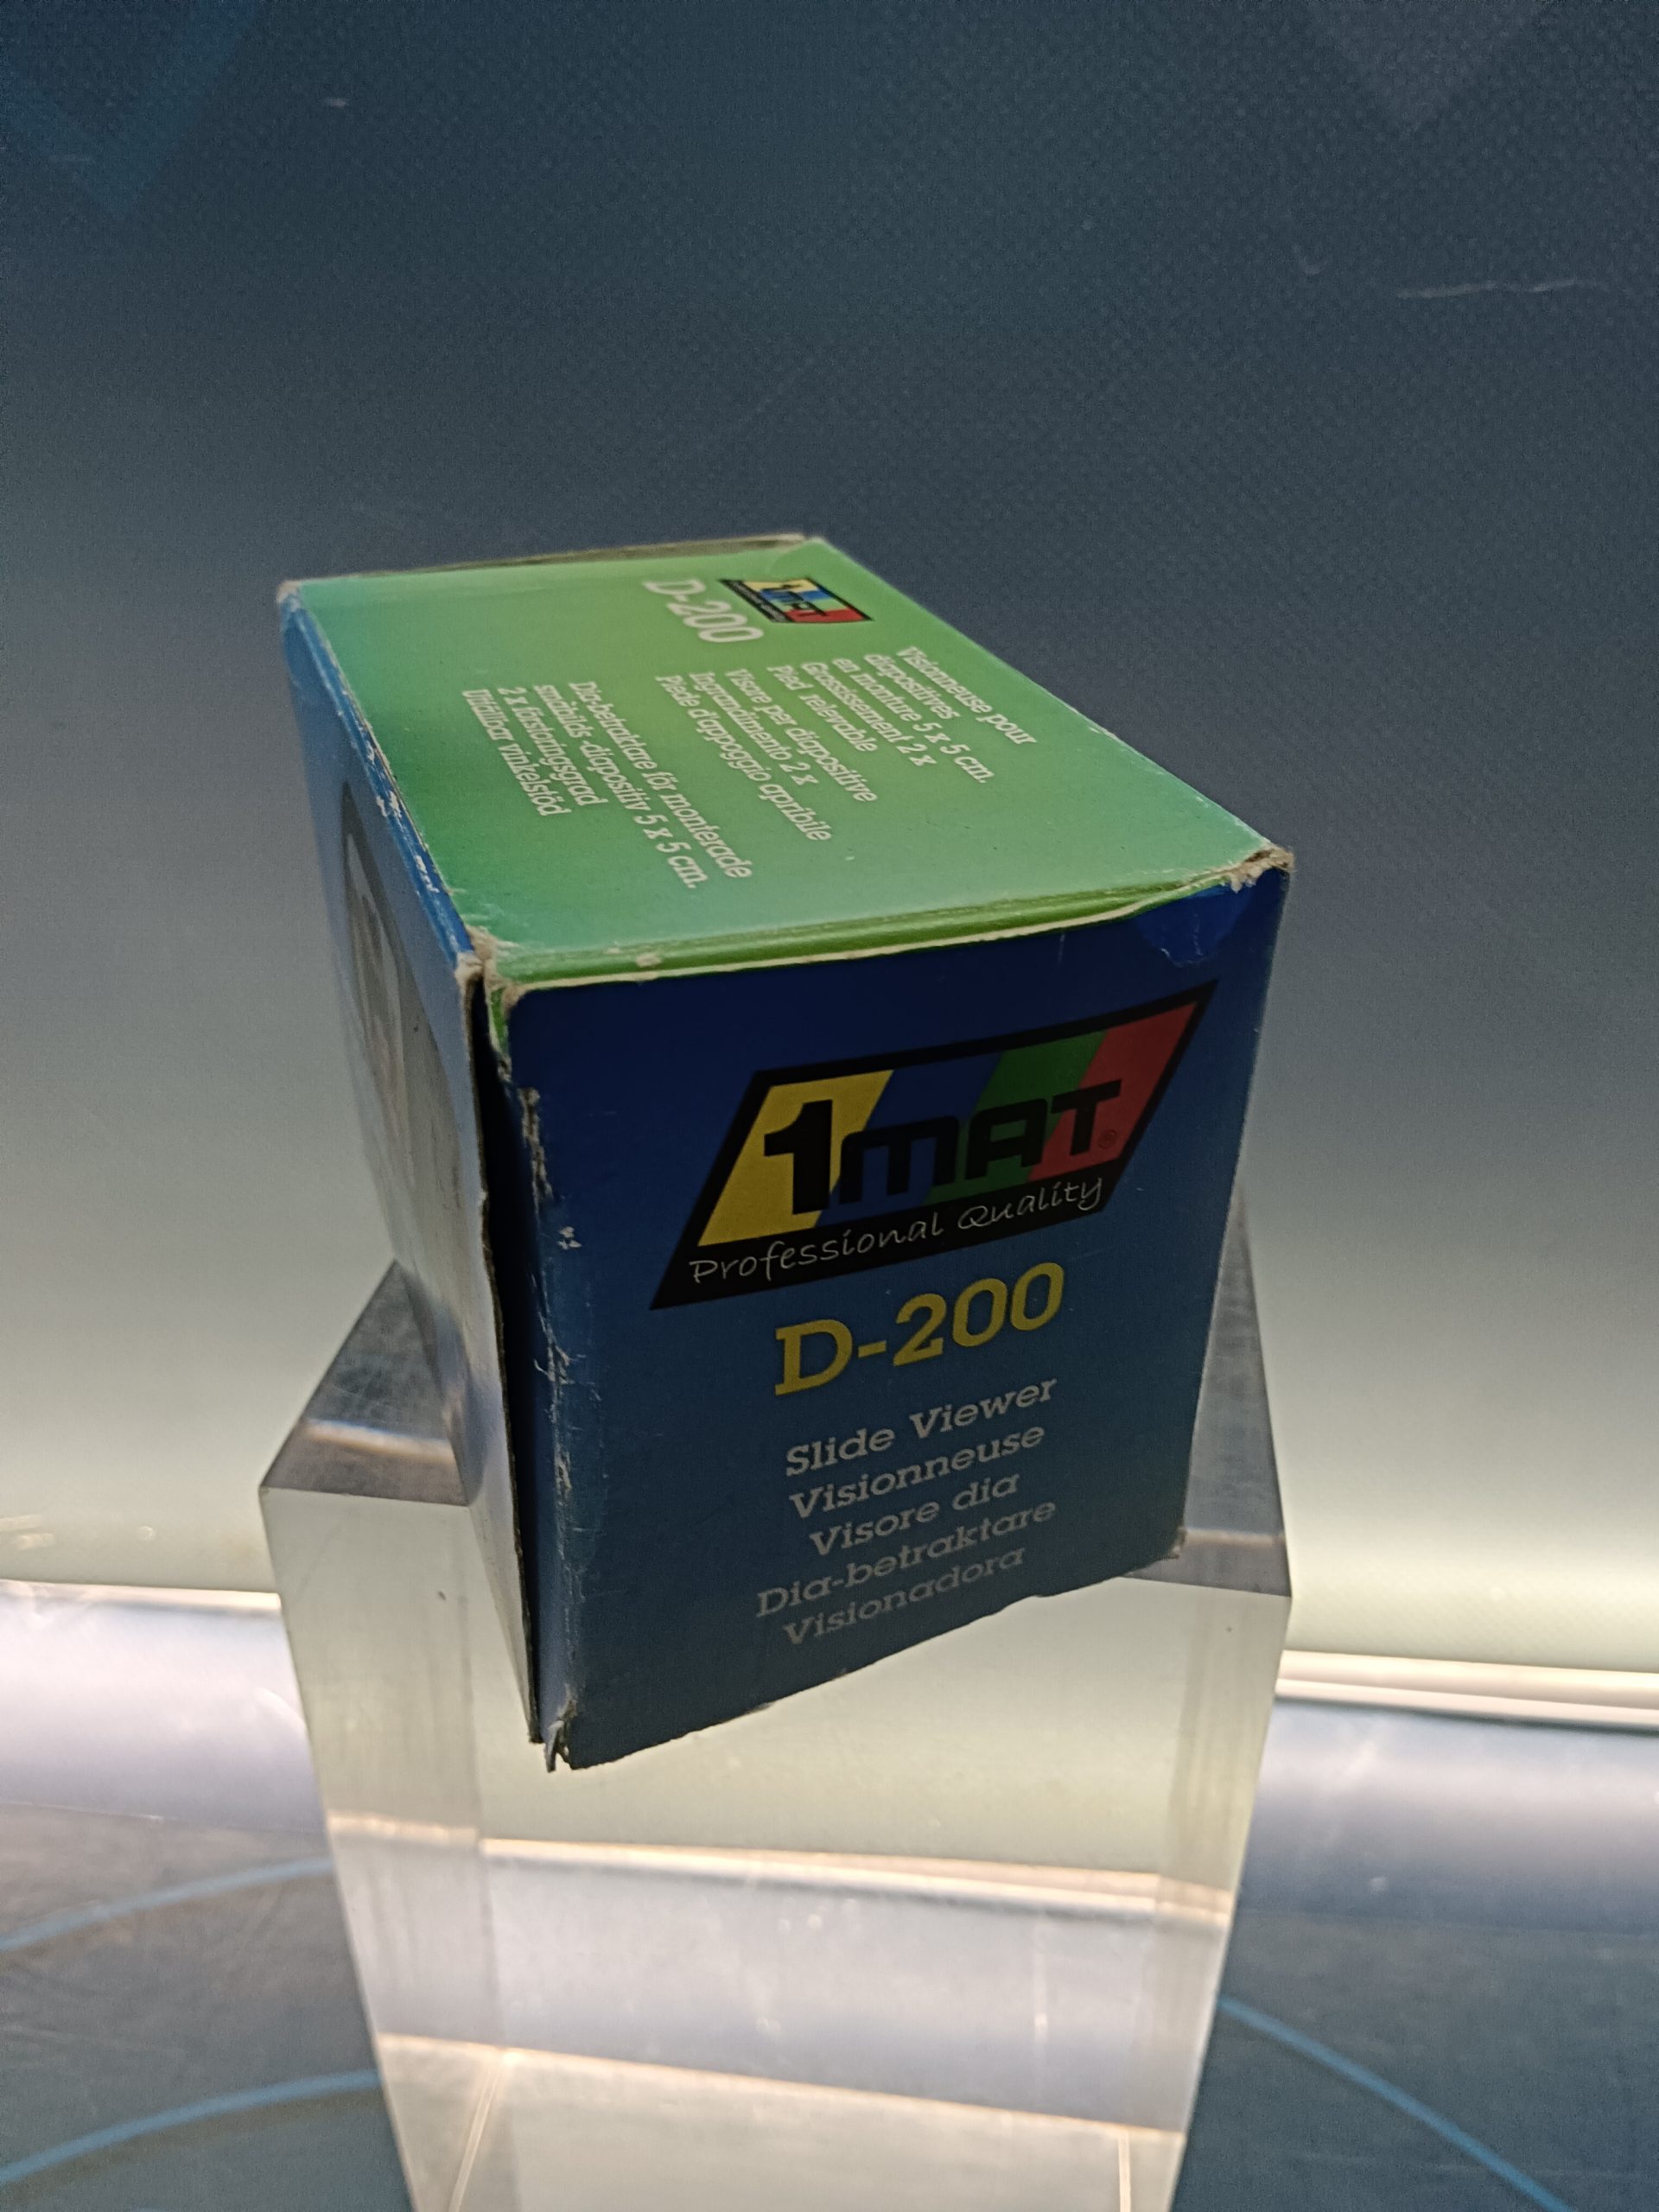 1MAT
D-200
Visionneuse pour
diapositives
en monture 5 x 5 cm.
Grossissement 2 x
Pied relevable
Visore per diapositive
Ingrandimento 2 x
Piede d'appoggio apribile
Dia-betraktare för monterade
småbilds-diapositiv 5 x 5 cm.
2 x förstoringsgrad
Utfällbar vinkelstöd
1MAT®
Professional Quality
D-200
Slide Viewer
Visionneuse
Visore dia
Dia-betraktare
Visionadora